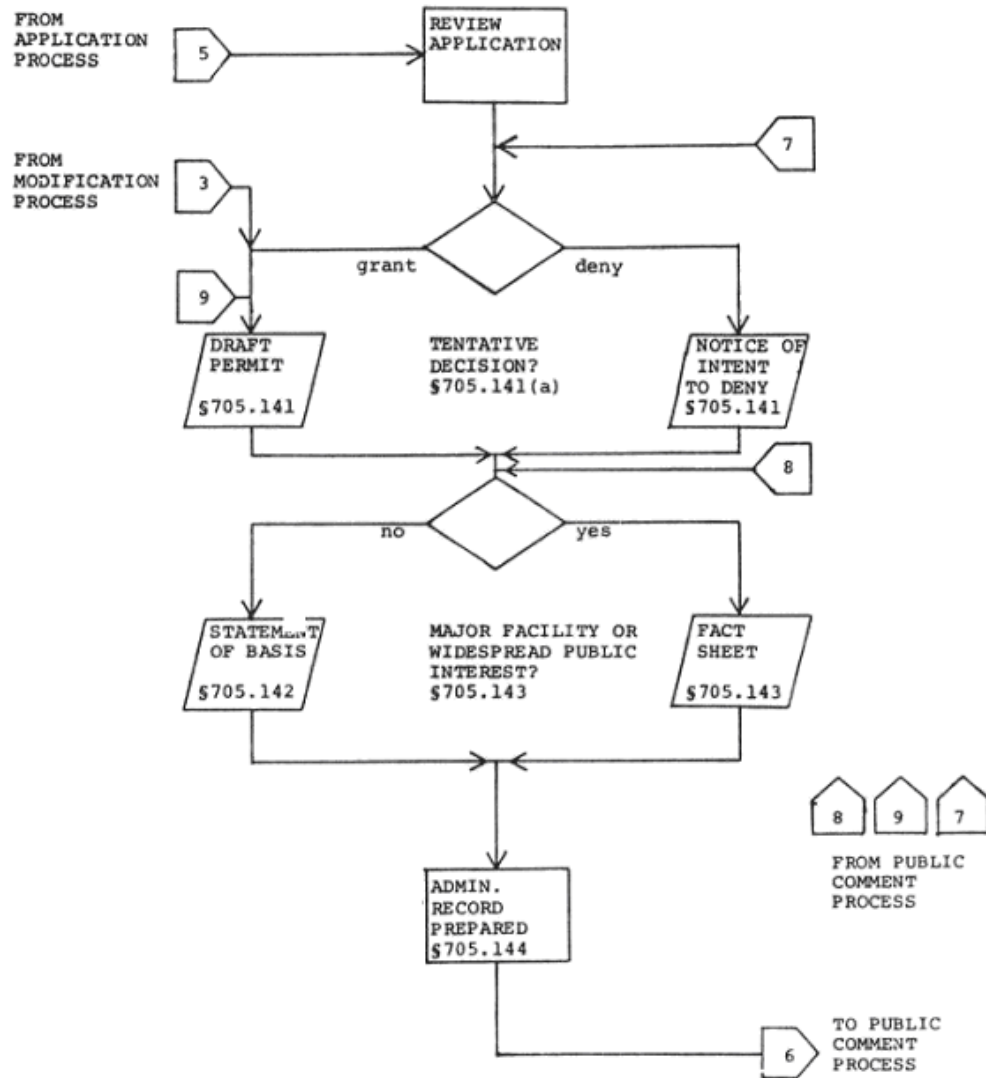 FROM
APPLICATION
PROCESS
5
REVIEW
APPLICATION
7
FROM
MODIFICATION
PROCESS
3
grant
deny
9
DRAFT
PERMIT
§705.141
TENTATIVE
DECISION?
§705.141(a)
NOTICE OF
INTENT
TO DENY
§705.141
8
no
yes
STATEMENT
OF BASIS
§705.142
MAJOR FACILITY OR
WIDESPREAD PUBLIC
INTEREST?
§705.143
FACT
SHEET
§705.143
8
9
7
FROM PUBLIC
COMMENT
PROCESS
ADMIN.
RECORD
PREPARED
§705.144
6
TO PUBLIC
COMMENT
PROCESS